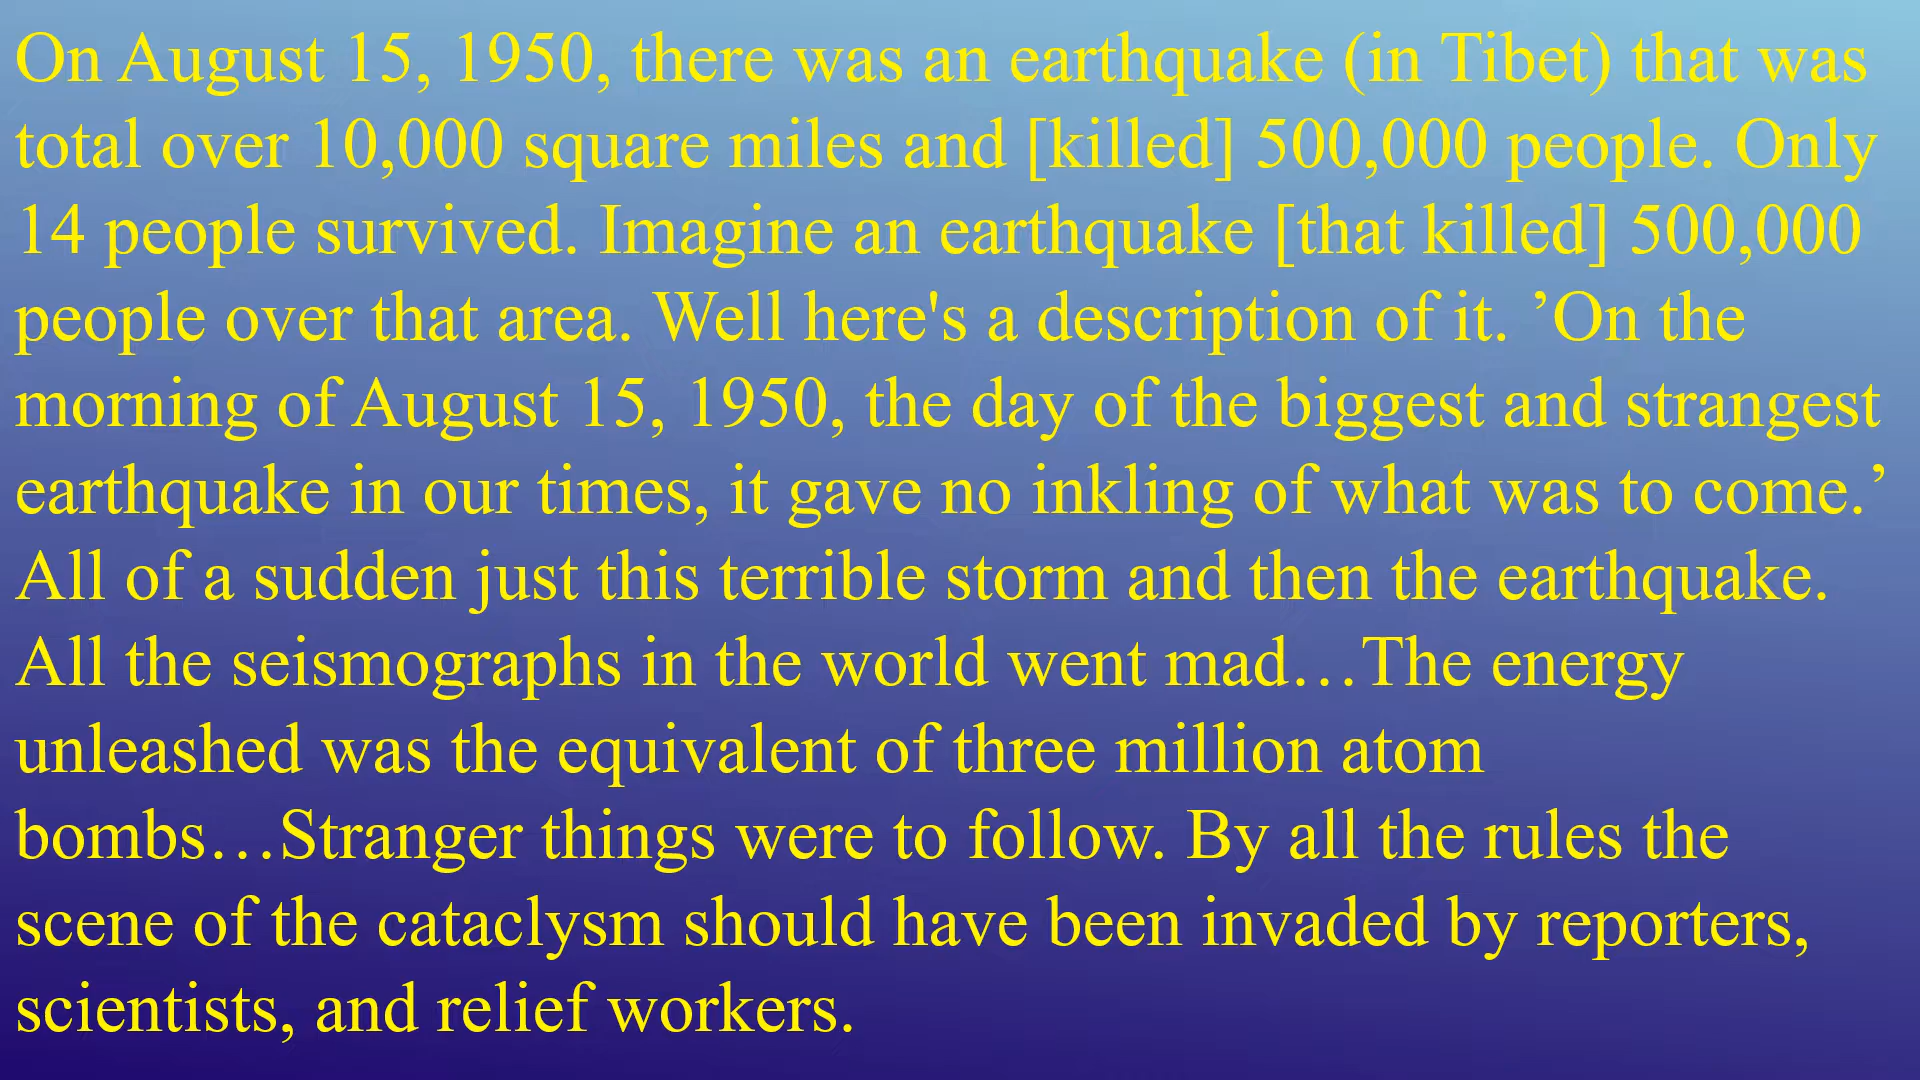 On August 15, 1950, there was an earthquake (in Tibet) that was
total over 10,000 square miles and [killed] 500,000 people. Only
14 people survived. Imagine an earthquake [that killed] 500,000
people over that area. Well here's a description of it. ’On the
morning of August 15, 1950, the day of the biggest and strangest
earthquake in our times, it gave no inkling of what was to come.’
All of a sudden just this terrible storm and then the earthquake.
All the seismographs in the world went mad…The energy
unleashed was the equivalent of three million atom
bombs…Stranger things were to follow. By all the rules the
scene of the cataclysm should have been invaded by reporters,
scientists, and relief workers.